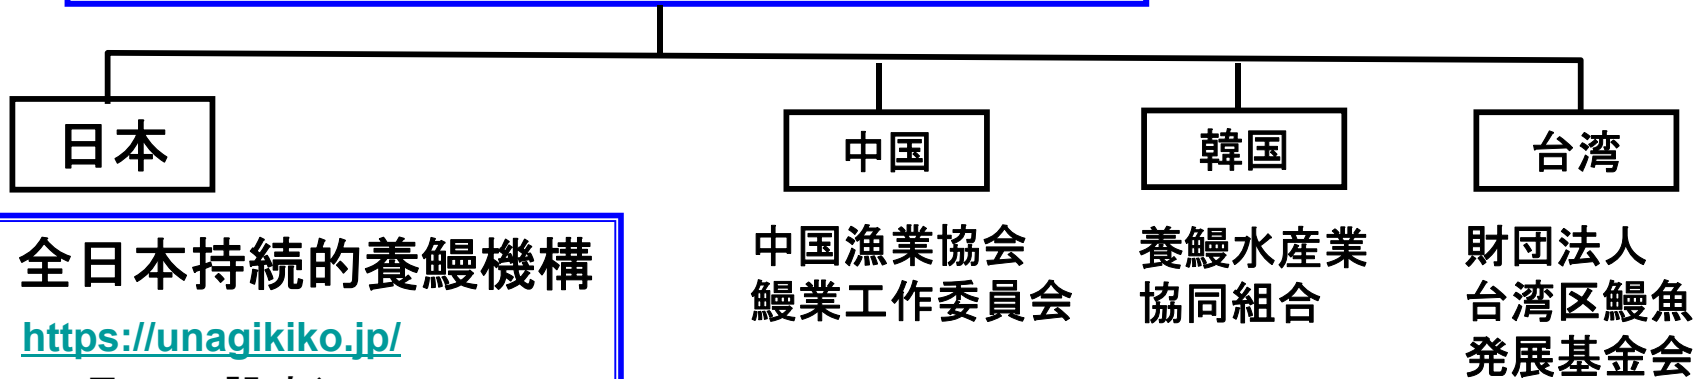 日本
中国
韓国
台湾
全日本持続的養鰻機構
https://unagikiko.jp/
中国漁業協会
鰻業工作委員会
養鰻水産業
協同組合
財団法人
台湾区鰻魚
発展基金会